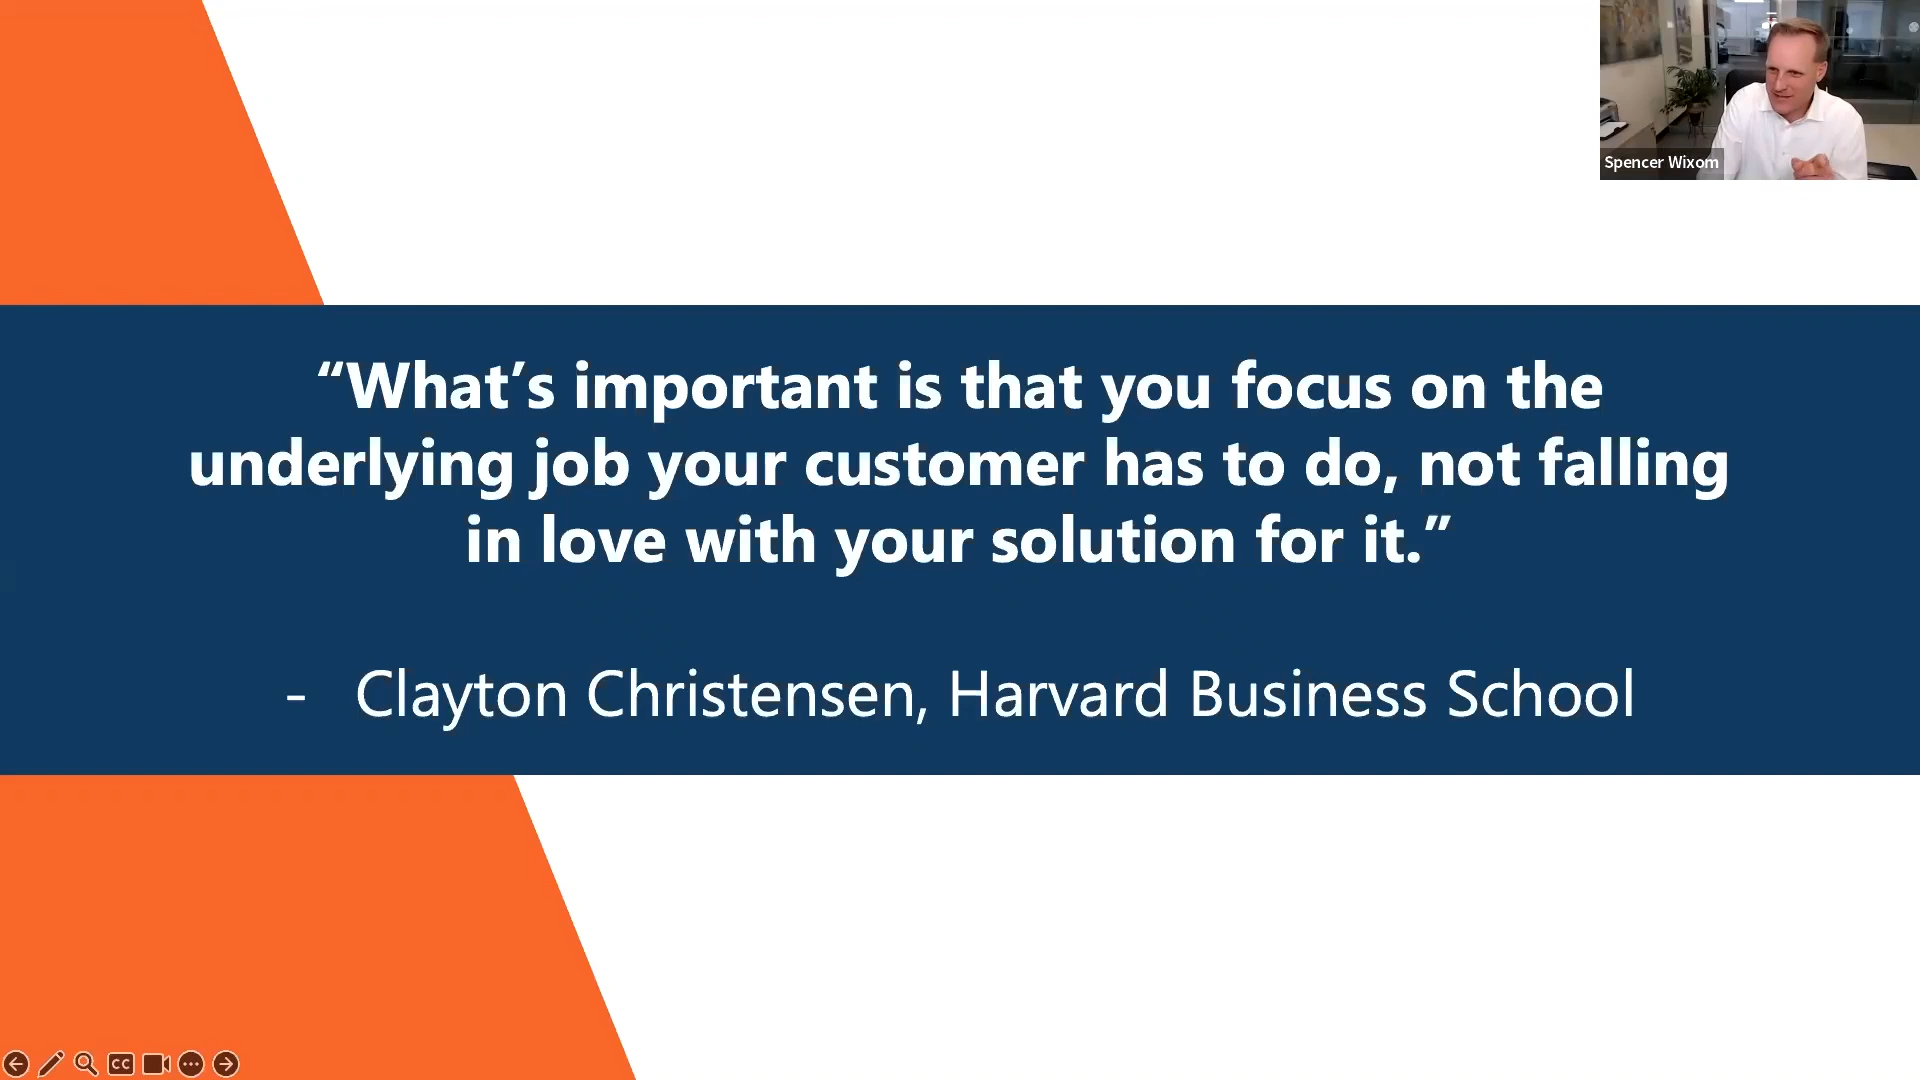 Spencer Wixom
“What’s important is that you focus on the
underlying job your customer has to do, not falling
in love with your solution for it.”
- Clayton Christensen, Harvard Business School
CC